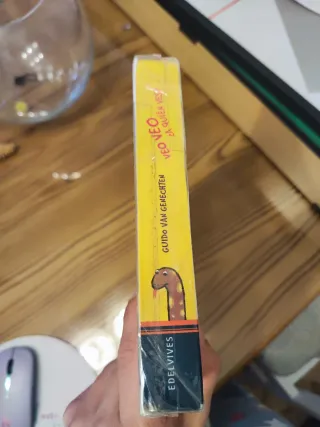 VEO VEO
¿A QUIÉN VES?
GUIDO VAN GENECHTEN
EDELVIVES